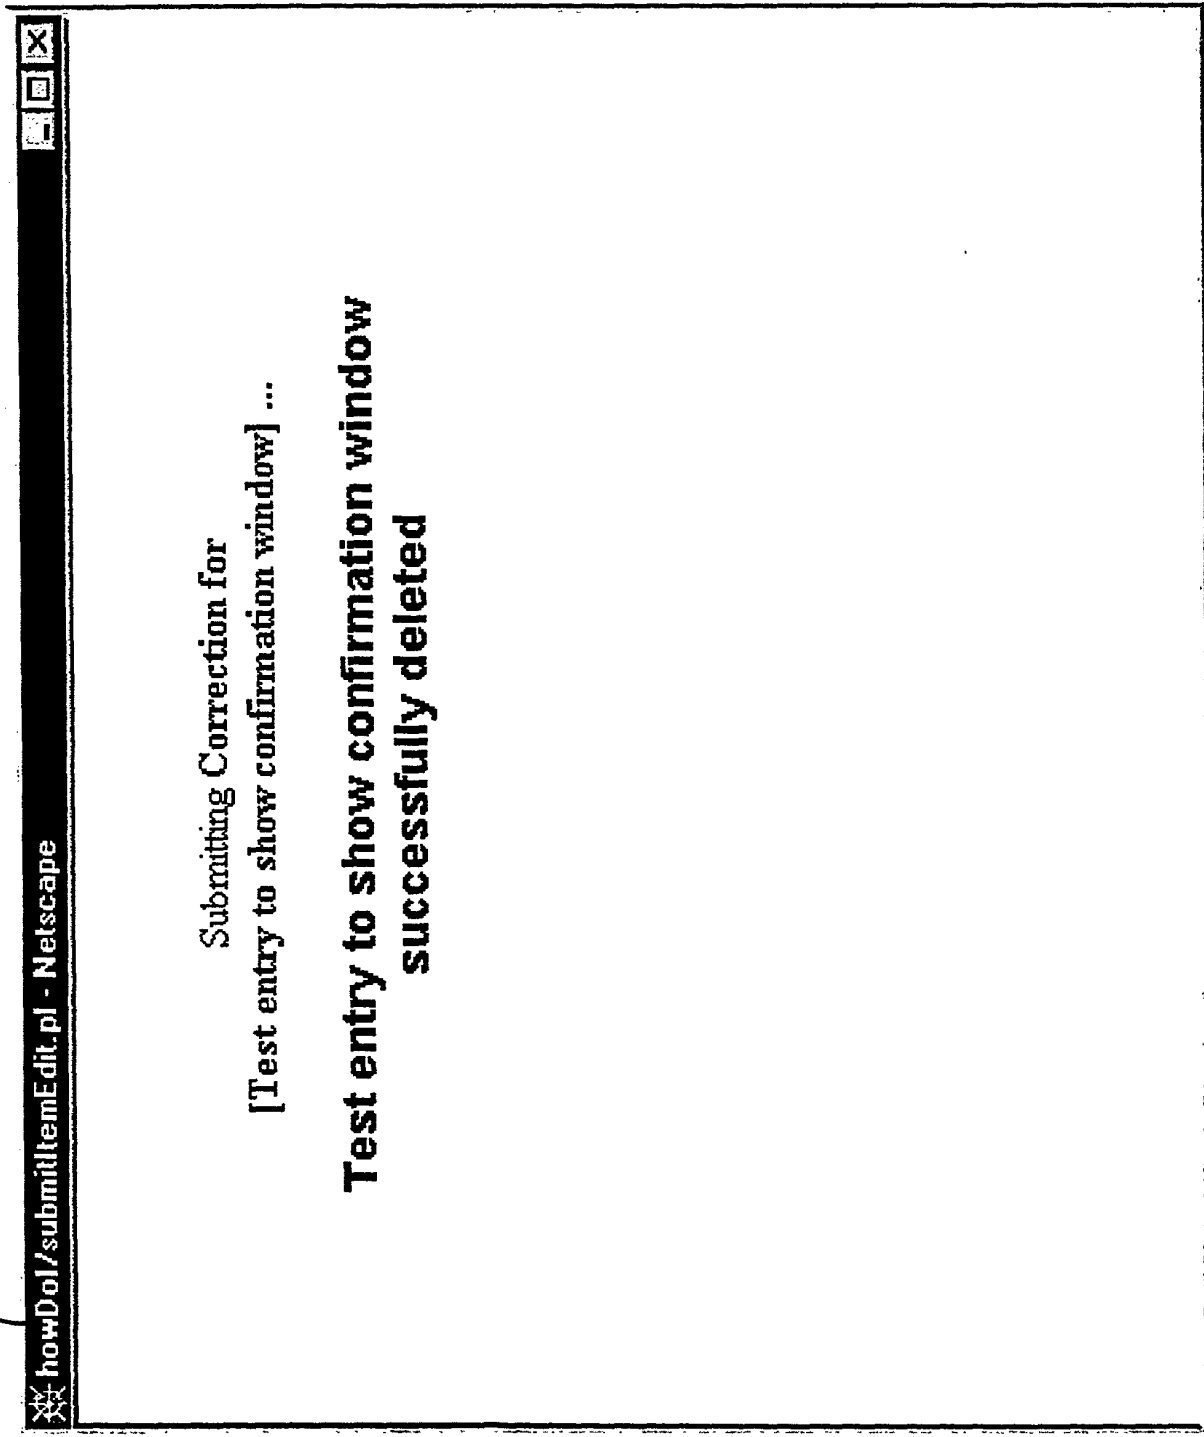 howDoI/submitItemEdit.pl - Netscape
Submitting Correction for
[Test entry to show confirmation window] ...
Test entry to show confirmation window
successfully deleted